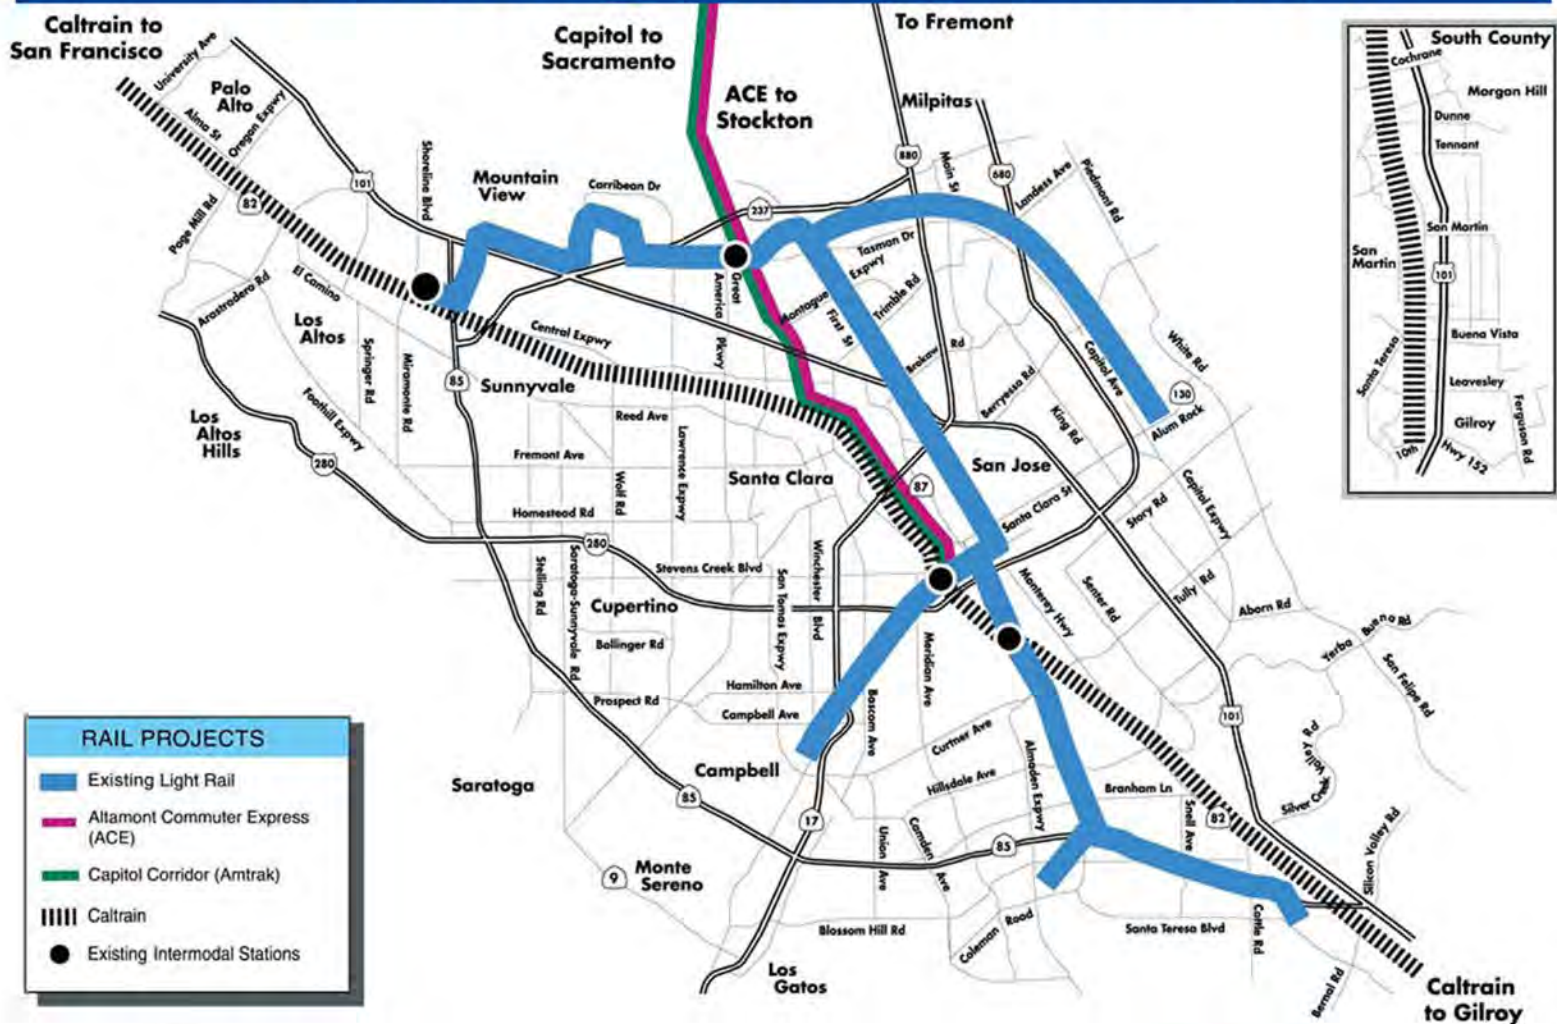 Caltrain to
San Francisco
University Ave
Palo
Alto
Alma St
Oregon Expwy
Page Mill Rd
82
101
Shoreline Blvd
Mountain
View
Carribean Dr
Capitol to
Sacramento
ACE to
Stockton
To Fremont
Milpitas
880
680
Main St
Landess Ave
Piedmont Rd
237
Tasman Dr
Montague
Expwy
Trimble Rd
First St
Great
America
Pkwy
Brokaw
Rd
Berryessa Rd
King Rd
Capitol Ave
White Rd
130
Alum Rock
Arastradero Rd
El Camino
Los
Altos
Springer Rd
Miramonte Rd
Foothill Expwy
Los
Altos
Hills
280
85
Central Expwy
Sunnyvale
Reed Ave
Fremont Ave
Wolf Rd
Lawrence Expwy
Homestead Rd
Santa Clara
87
San Jose
Santa Clara St
Story Rd
Capitol Expwy
280
Stevens Creek Blvd
Stelling Rd
Saratoga-Sunnyvale Rd
Cupertino
Bollinger Rd
San Tomas Expwy
Winchester
Blvd
Prospect Rd
Hamilton Ave
Campbell Ave
Bascom Ave
Meridian Ave
Monterey Hwy
Senter Rd
Tully Rd
Aborn Rd
Yerba Buena Rd
San Felipe Rd
101
Silver Creek Valley Rd
Curtner Ave
Hillsdale Ave
Almaden Expwy
Branham Ln
Snell Ave
82
Silicon Valley Rd
Saratoga
Campbell
85
17
Union
Ave
Camden
Ave
85
9
Monte
Sereno
Blossom Hill Rd
Coleman Road
Santa Teresa Blvd
Cottle Rd
Bernal Rd
Los
Gatos
Caltrain
to Gilroy
South County
Cochrane
Morgan Hill
Dunne
Tennant
San Martin
San
Martin
101
Buena Vista
Santa Teresa
Leavesley
Gilroy
Ferguson Rd
10th
Hwy 152
RAIL PROJECTS
Existing Light Rail
Altamont Commuter Express
(ACE)
Capitol Corridor (Amtrak)
Caltrain
Existing Intermodal Stations